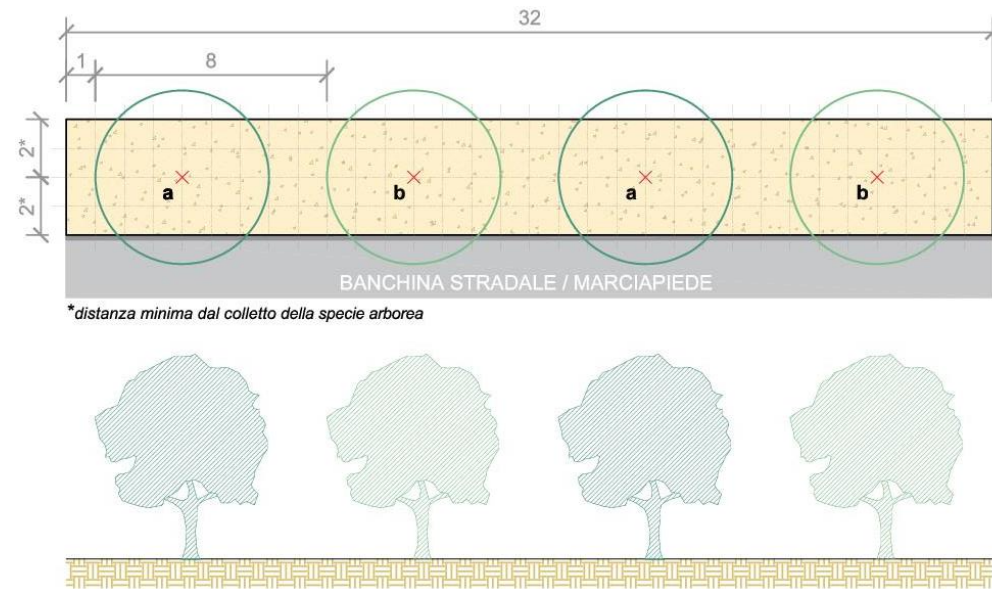 32
1 8
2*
2*
a b a b
BANCHINA STRADALE / MARCIAPIEDE
*distanza minima dal colletto della specie arborea